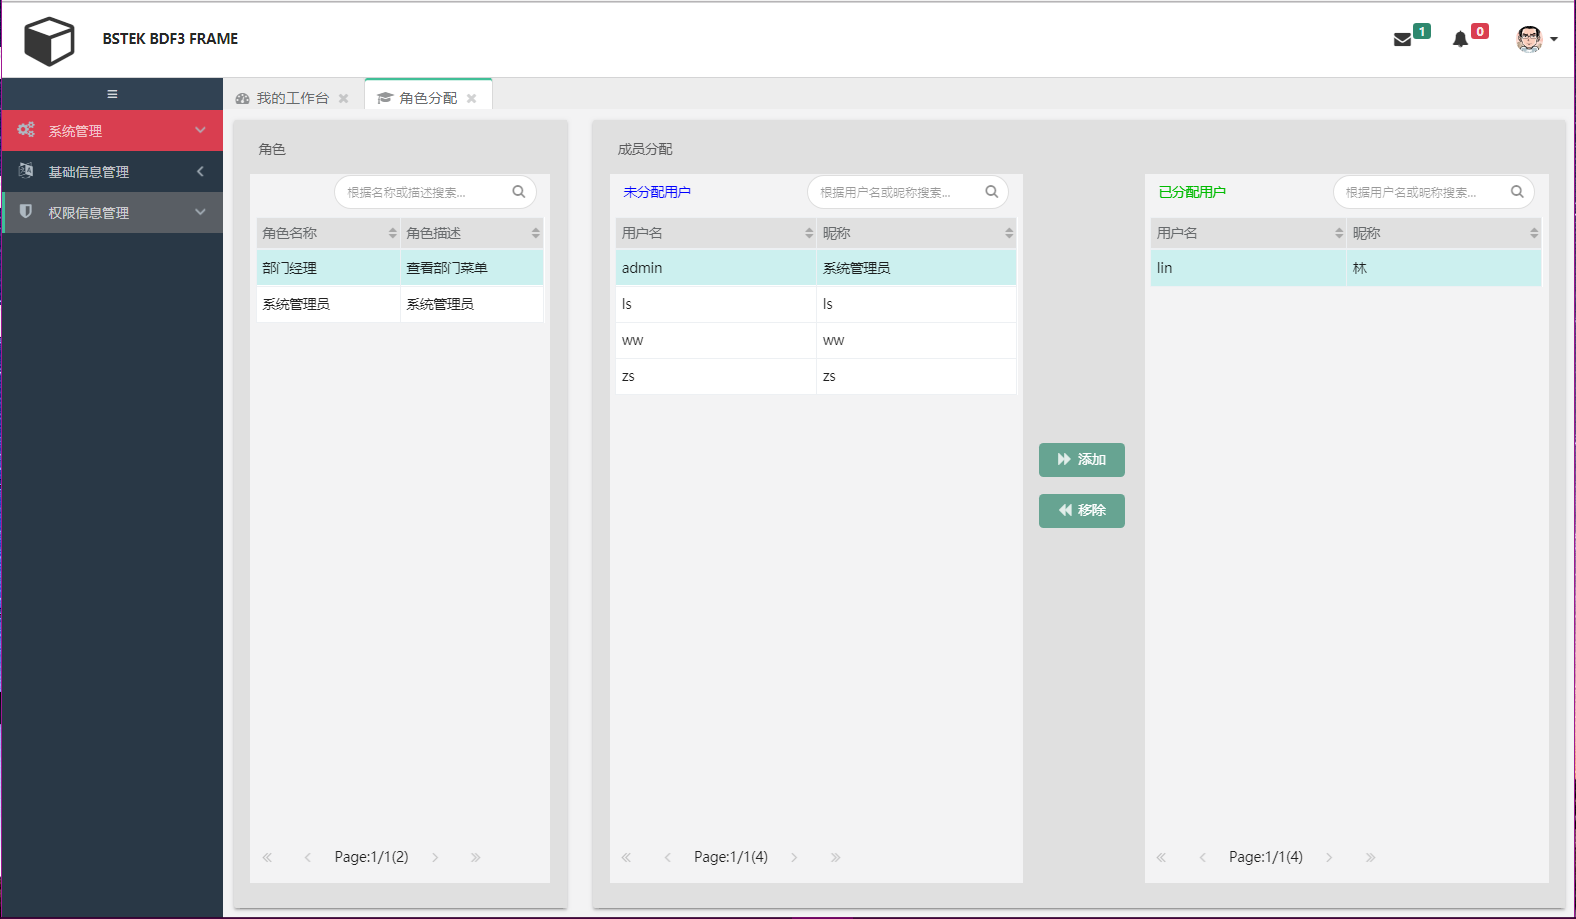 BSTEK BDF3 FRAME
1
0
我的工作台
角色分配
系统管理
基础信息管理
权限信息管理
角色
根据名称或描述搜索...
角色名称 角色描述
部门经理 查看部门菜单
系统管理员 系统管理员
Page:1/1(2)
成员分配
未分配用户 根据用户名或昵称搜索...
用户名 昵称
admin 系统管理员
ls ls
ww ww
zs zs
Page:1/1(4)
添加
移除
已分配用户 根据用户名或昵称搜索...
用户名 昵称
lin 林
Page:1/1(4)